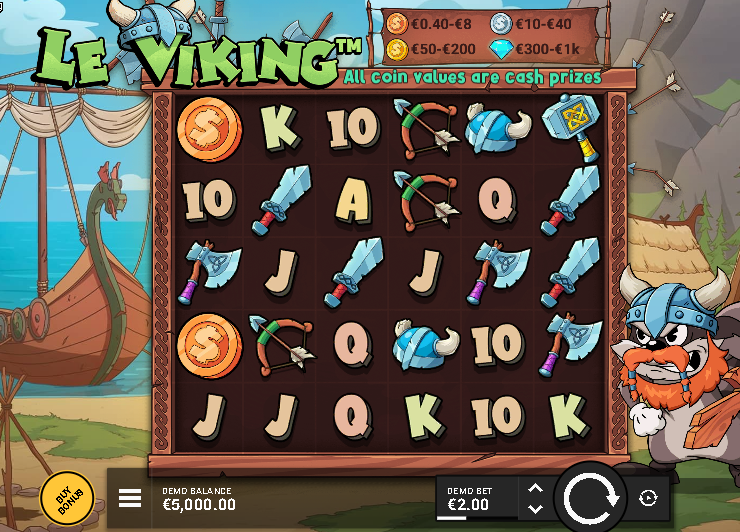 LE VIKING™
€0.40-€8 €10-€40
€50-€200 €300-€1k
All coin values are cash prizes
$ K 10
10 A Q
J J
$ Q 10
J J Q K 10 K
BUY BONUS
DEMO BALANCE
€5,000.00
DEMO BET
€2.00